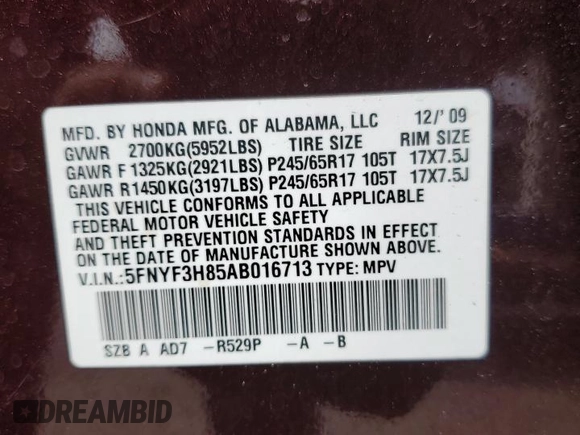 MFD. BY HONDA MFG. OF ALABAMA, LLC 12/'09
GVWR 2700KG(5952LBS) TIRE SIZE RIM SIZE
GAWR F 1325KG(2921LBS) P245/65R17 105T 17X7.5J
GAWR R1450KG(3197LBS) P245/65R17 105T 17X7.5J
THIS VEHICLE CONFORMS TO ALL APPLICABLE
FEDERAL MOTOR VEHICLE SAFETY
AND THEFT PREVENTION STANDARDS IN EFFECT
ON THE DATE OF MANUFACTURE SHOWN ABOVE.
V.I.N.:5FNYF3H85AB016713 TYPE: MPV
SZB A AD7 -R529P -A -B
DREAMBID